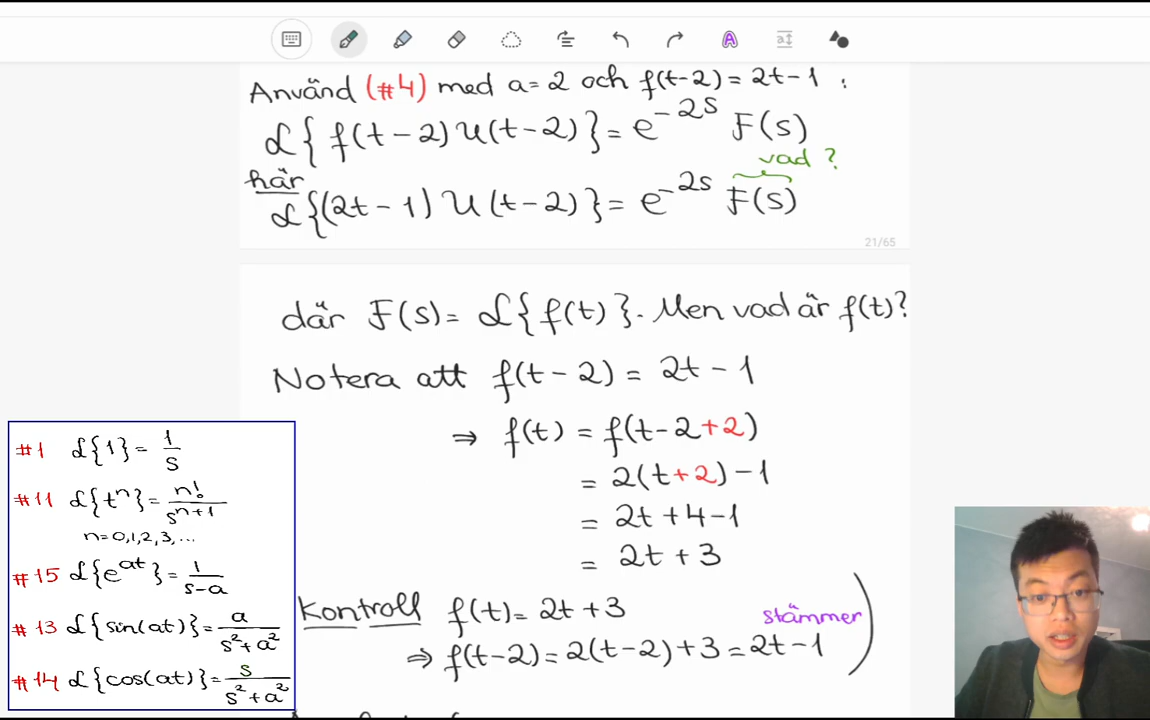 Använd (#4) med a=2 och f(t-2) = 2t-1 :
ℒ{f(t-2)U(t-2)} = e^{-2s} F(s)
vad ?
här
ℒ{(2t-1)U(t-2)} = e^{-2s} F(s)
21/65
där F(s) = ℒ{f(t)}. Men vad är f(t)?
Notera att f(t-2) = 2t-1
⇒ f(t) = f(t-2+2)
= 2(t+2)-1
= 2t+4-1
= 2t+3
Kontroll f(t) = 2t+3
stämmer
⇒ f(t-2) = 2(t-2)+3 = 2t-1
#1 ℒ{1} = 1/s
#11 ℒ{t^n} = n!/s^{n+1}
n=0,1,2,3,...
#15 ℒ{e^{at}} = 1/(s-a)
#13 ℒ{sin(at)} = a/(s²+a²)
#14 ℒ{cos(at)} = s/(s²+a²)